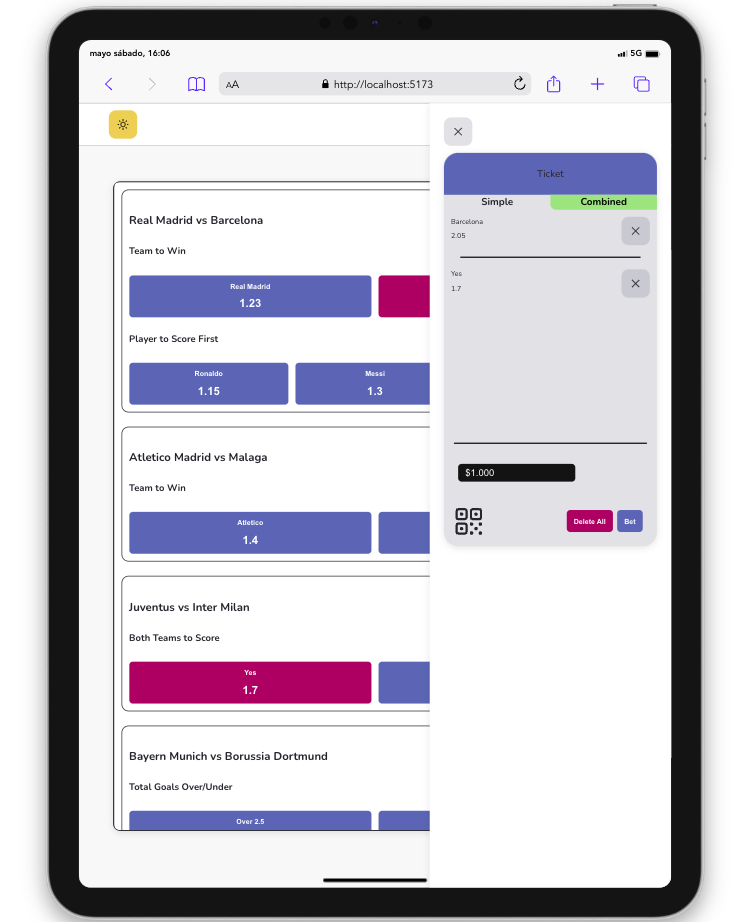 mayo sábado, 16:06
5G
AA
http://localhost:5173
Real Madrid vs Barcelona
Team to Win
Real Madrid
1.23
Player to Score First
Ronaldo
1.15
Messi
1.3
Atletico Madrid vs Malaga
Team to Win
Atletico
1.4
Juventus vs Inter Milan
Both Teams to Score
Yes
1.7
Bayern Munich vs Borussia Dortmund
Total Goals Over/Under
Over 2.5
Ticket
Simple
Combined
Barcelona
2.05
Yes
1.7
$1.000
Delete All
Bet